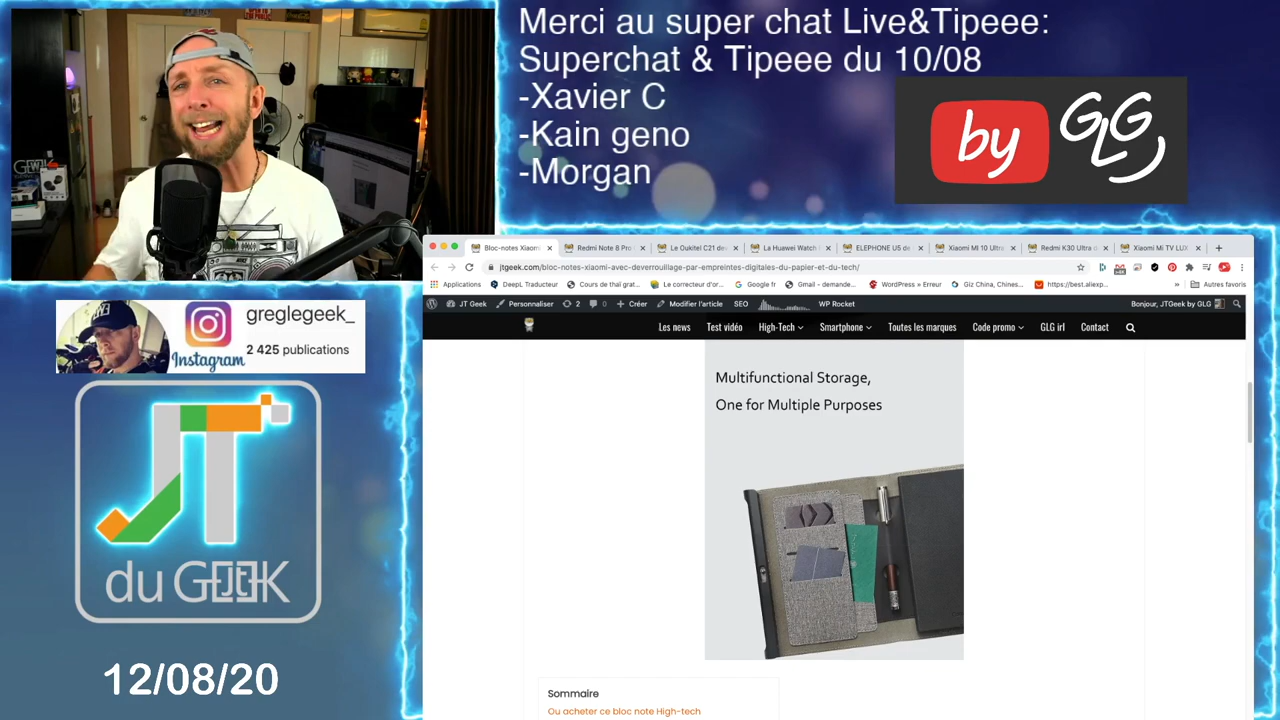 Merci au super chat Live&Tipeee:
Superchat & Tipeee du 10/08
-Xavier C
-Kain geno
-Morgan
by GLG
greglegeek_
2 425 publications
Instagram
JT
du GEEK
12/08/20
Bloc-notes Xiaomi
Redmi Note 8 Pro
Le Oukitel C21 dev
La Huawei Watch
ELEPHONE U5 de
Xiaomi MI 10 Ultra
Redmi K30 Ultra d
Xiaomi Mi TV LUX
jtgeek.com/bloc-notes-xiaomi-avec-deverrouillage-par-empreintes-digitales-du-papier-et-du-tech/
Applications
DeepL Traducteur
Cours de thaï grat...
Le correcteur d'or...
Google fr
Gmail - demande...
WordPress » Erreur
Giz China, Chines...
https://best.aliexp...
»
Autres favoris
JT Geek
Personnaliser
2
0
Créer
Modifier l'article
SEO
WP Rocket
Bonjour, JTGeek by GLG
Les news
Test vidéo
High-Tech
Smartphone
Toutes les marques
Code promo
GLG irl
Contact
Multifunctional Storage,
One for Multiple Purposes
Sommaire
Ou acheter ce bloc note High-tech